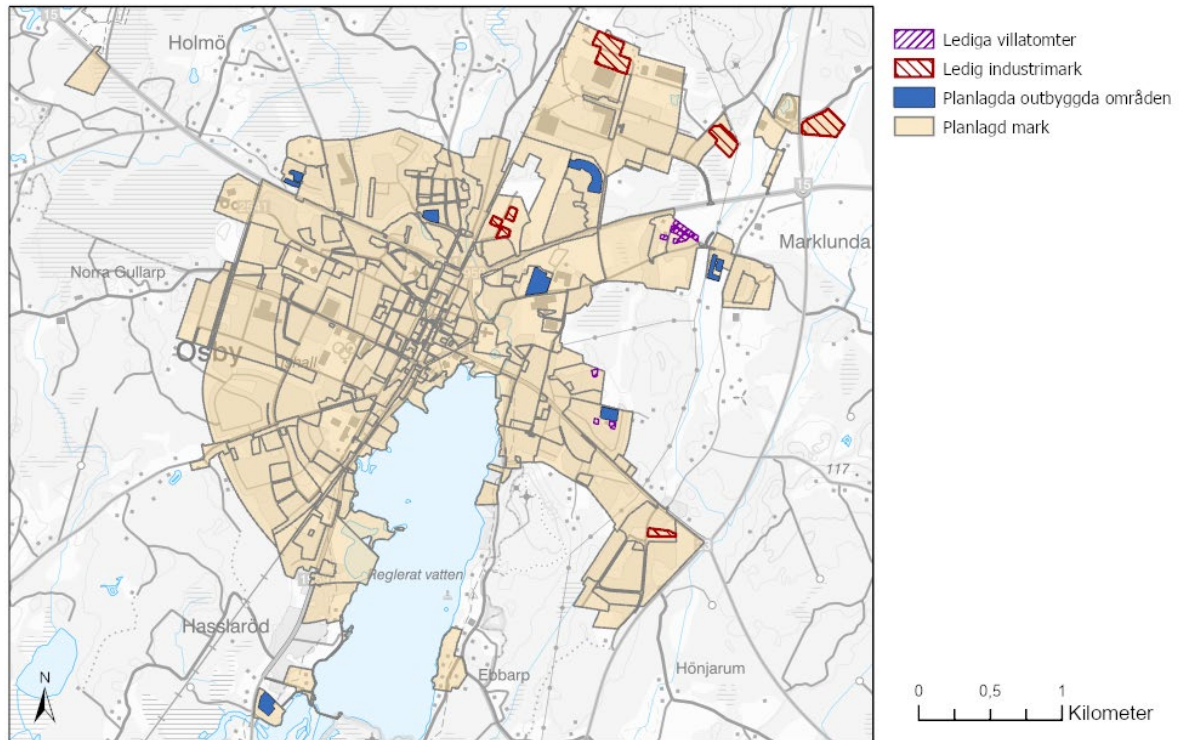 15
Holmö
Lediga villatomter
Ledig industrimark
Planlagda outbyggda områden
Planlagd mark
15
Marklunda
Norra Gullarp
Osby
117
Reglerat vatten
Hasslaröd
Ebbarp
Hönjarum
N
0 0,5 1
Kilometer